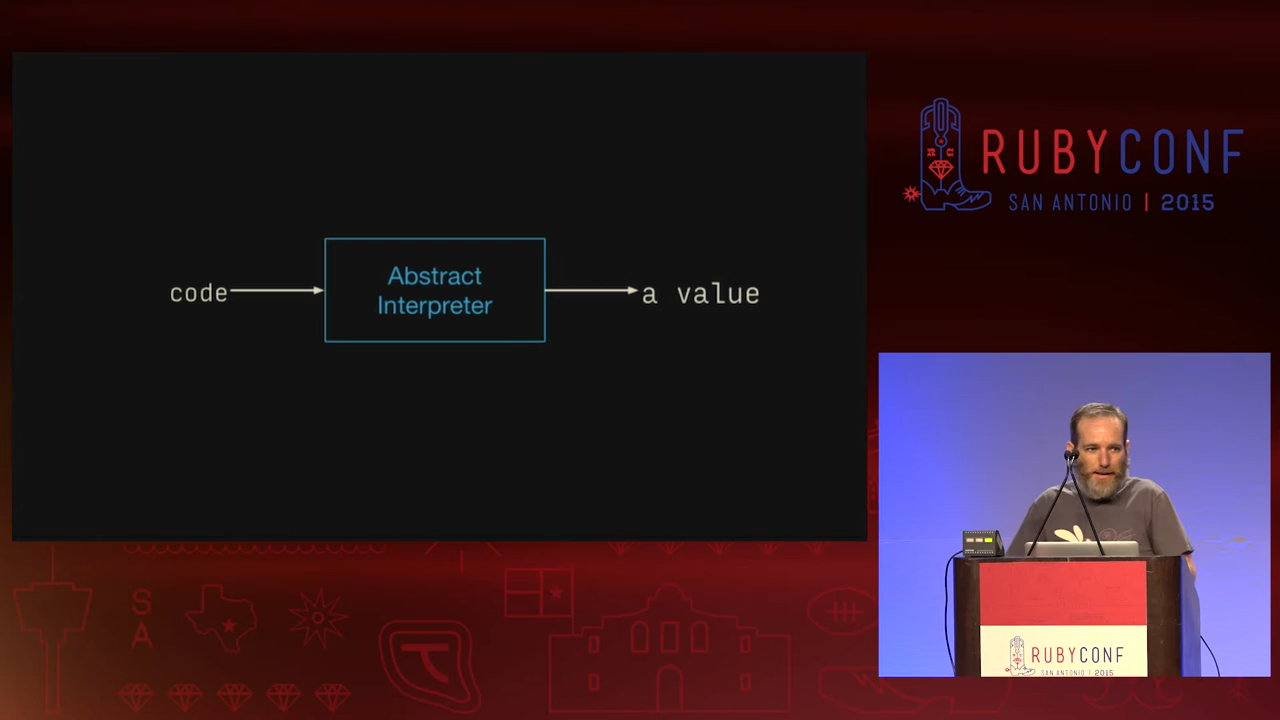 code
Abstract
Interpreter
a value
RUBYCONF
SAN ANTONIO | 2015
S
A
RUBYCONF
SAN ANTONIO | 2015